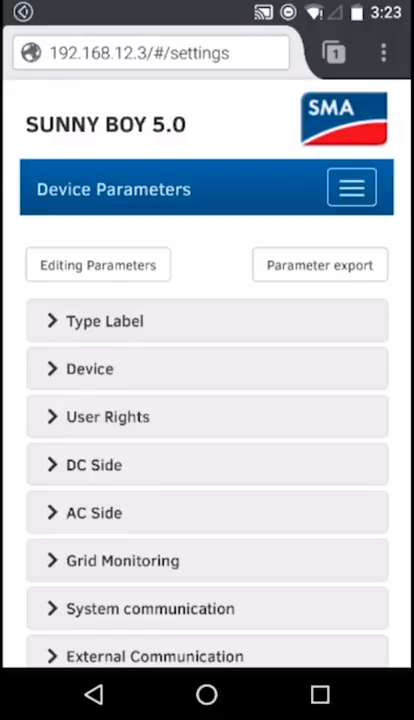 3:23
192.168.12.3/#/settings
1
SUNNY BOY 5.0
SMA
Device Parameters
Editing Parameters
Parameter export
Type Label
Device
User Rights
DC Side
AC Side
Grid Monitoring
System communication
External Communication